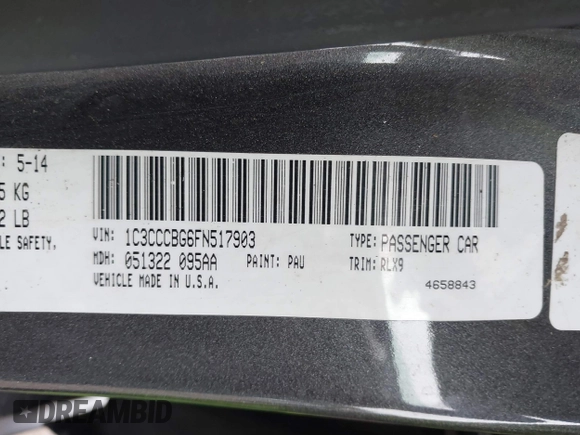 : 5-14
5 KG
2 LB
LE SAFETY,
VIN: 1C3CCCBG6FN517903
TYPE: PASSENGER CAR
MDH: 051322 095AA
PAINT: PAU
TRIM: RLX9
VEHICLE MADE IN U.S.A.
4658843
DREAMBID